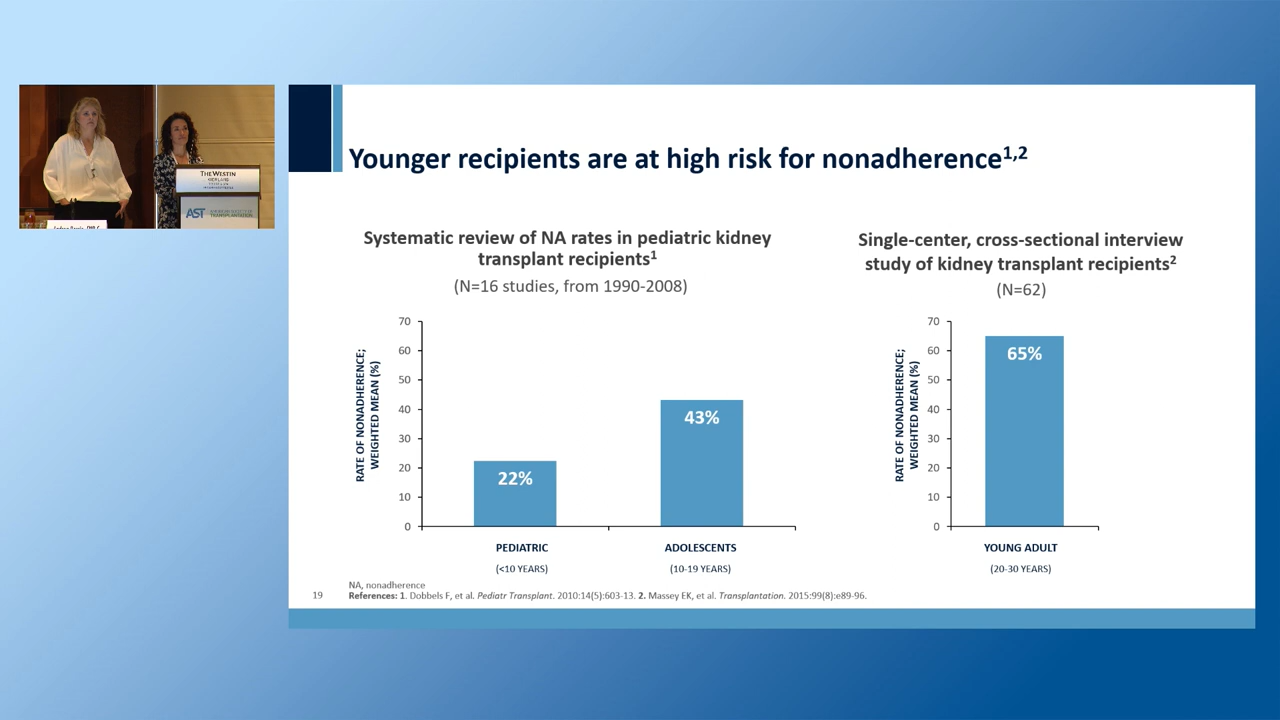 THE WESTIN
AST
TRANSPLANTATION
Younger recipients are at high risk for nonadherence1,2
Systematic review of NA rates in pediatric kidney
transplant recipients1
(N=16 studies, from 1990-2008)
RATE OF NONADHERENCE;
WEIGHTED MEAN (%)
70
60
50
40
30
20
10
0
22%
43%
PEDIATRIC
(<10 YEARS)
ADOLESCENTS
(10-19 YEARS)
Single-center, cross-sectional interview
study of kidney transplant recipients2
(N=62)
RATE OF NONADHERENCE;
WEIGHTED MEAN (%)
70
60
50
40
30
20
10
0
65%
YOUNG ADULT
(20-30 YEARS)
NA, nonadherence
19
References: 1. Dobbels F, et al. Pediatr Transplant. 2010:14(5):603-13. 2. Massey EK, et al. Transplantation. 2015:99(8):e89-96.